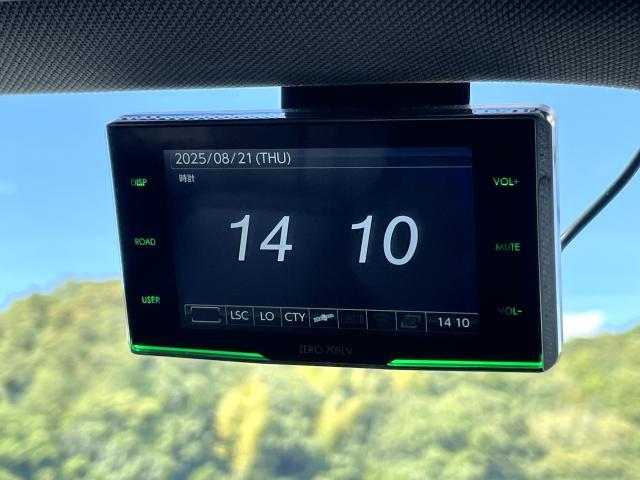 2025/08/21 (THU)
時計
DISP
VOL+
14 10
ROAD
MUTE
USER
VOL-
LSC LO CTY OBDII 14 10
ZERO 709LV